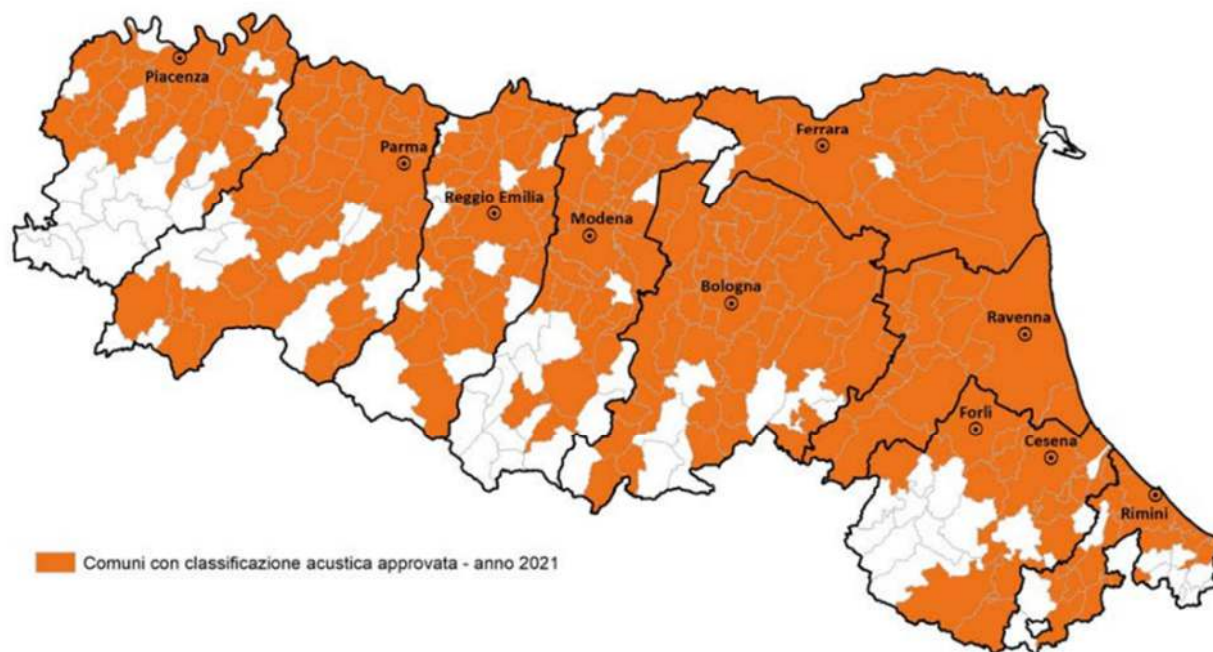 Piacenza
Parma
Reggio Emilia
Modena
Ferrara
Bologna
Ravenna
Forlì
Cesena
Rimini
Comuni con classificazione acustica approvata - anno 2021